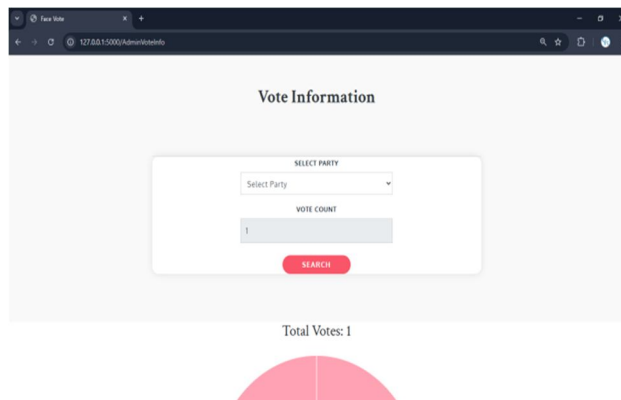 Face Vote
127.0.0.1:5000/AdminVoteInfo
Vote Information
SELECT PARTY
Select Party
VOTE COUNT
1
SEARCH
Total Votes: 1